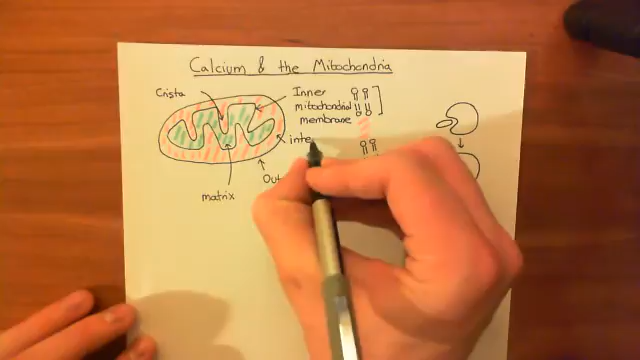 Calcium & the Mitochondria
Crista
Inner
mitochondrial
membrane
inte
Out
matrix